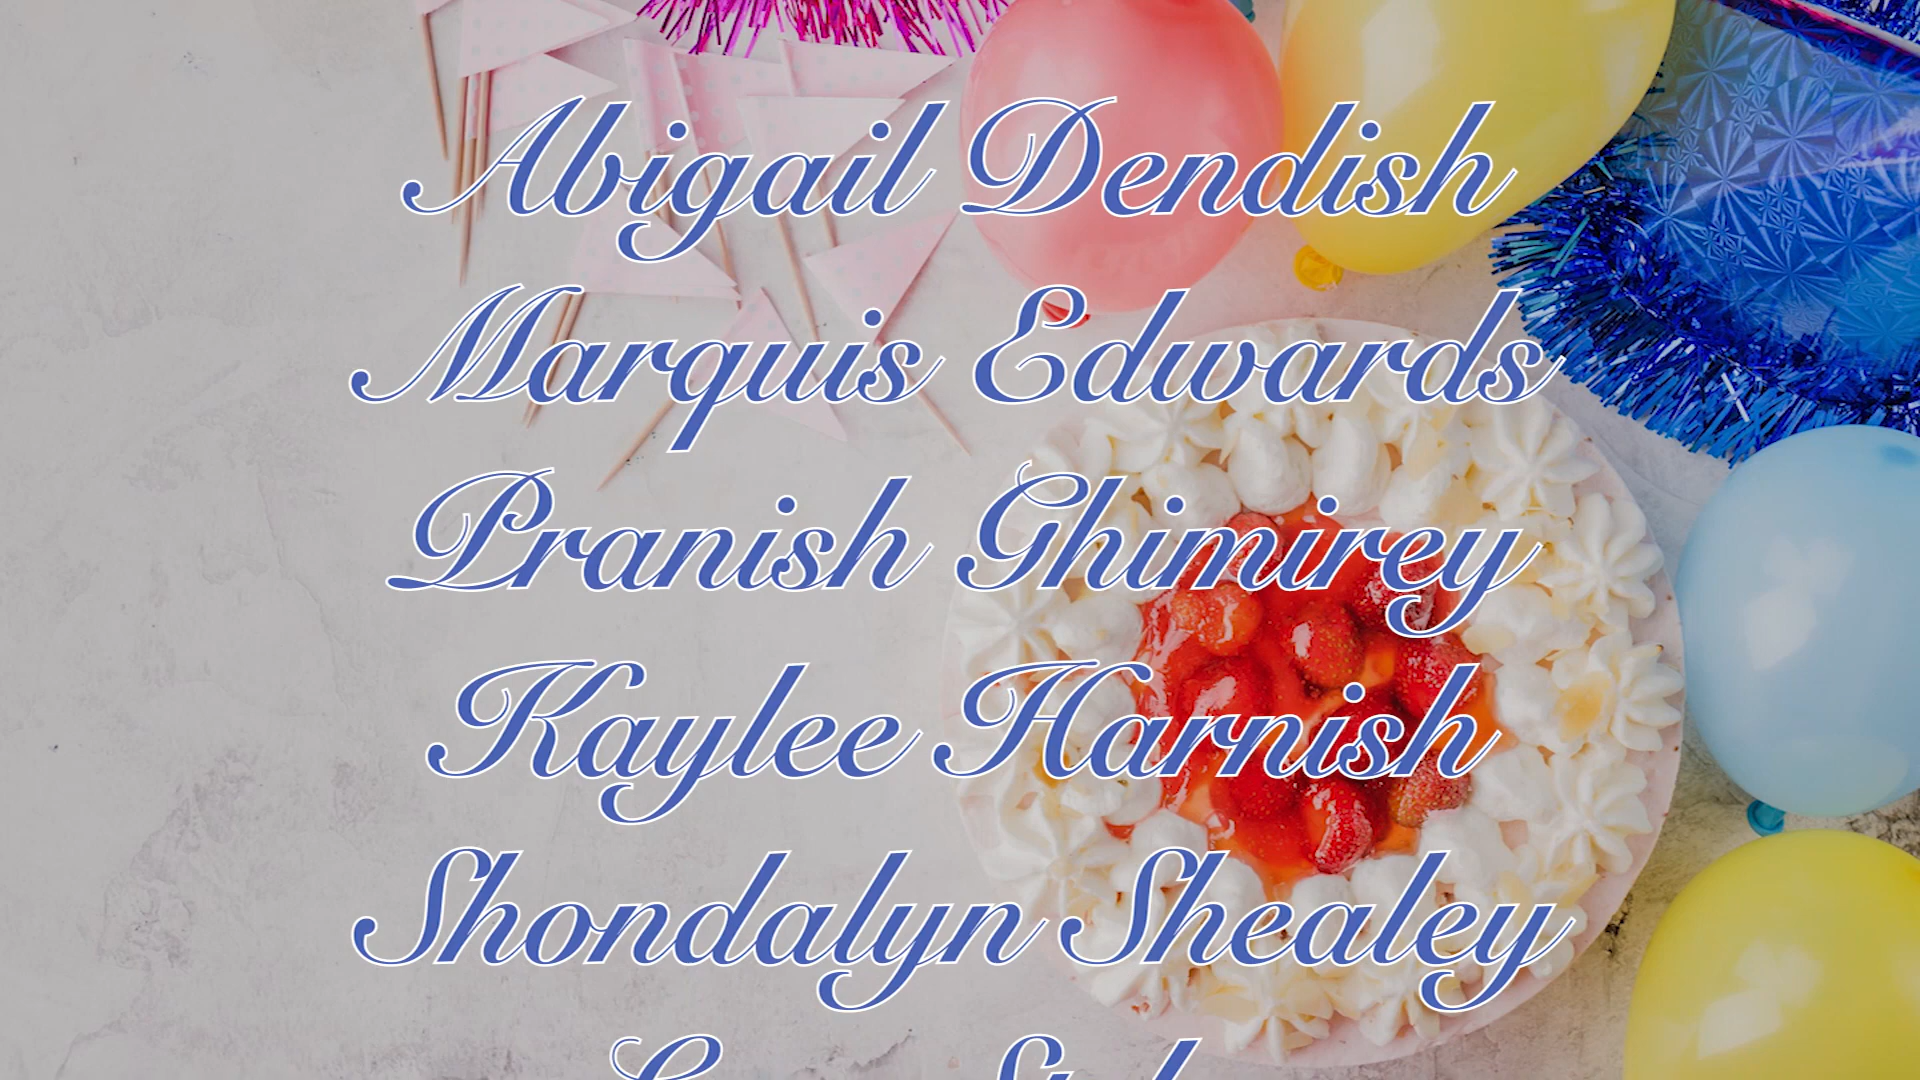 Abigail Dendish
Marquis Edwards
Pranish Ghimirey
Kaylee Harnish
Shondalyn Shealey